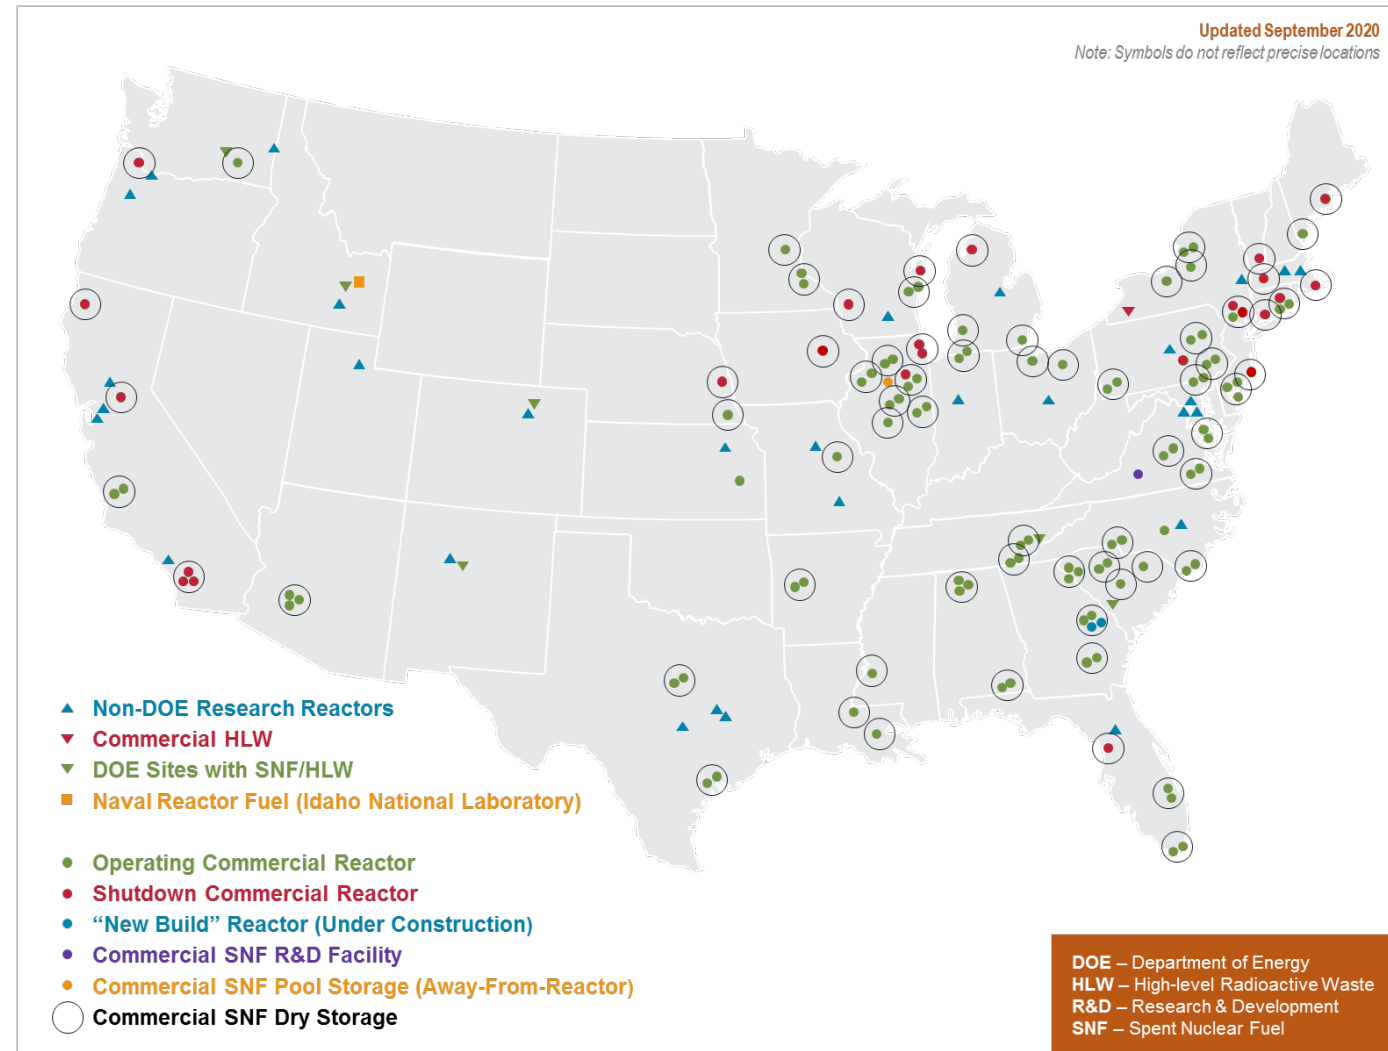 Updated September 2020
Note: Symbols do not reflect precise locations
Non-DOE Research Reactors
Commercial HLW
DOE Sites with SNF/HLW
Naval Reactor Fuel (Idaho National Laboratory)
Operating Commercial Reactor
Shutdown Commercial Reactor
“New Build” Reactor (Under Construction)
Commercial SNF R&D Facility
Commercial SNF Pool Storage (Away-From-Reactor)
Commercial SNF Dry Storage
DOE – Department of Energy
HLW – High-level Radioactive Waste
R&D – Research & Development
SNF – Spent Nuclear Fuel